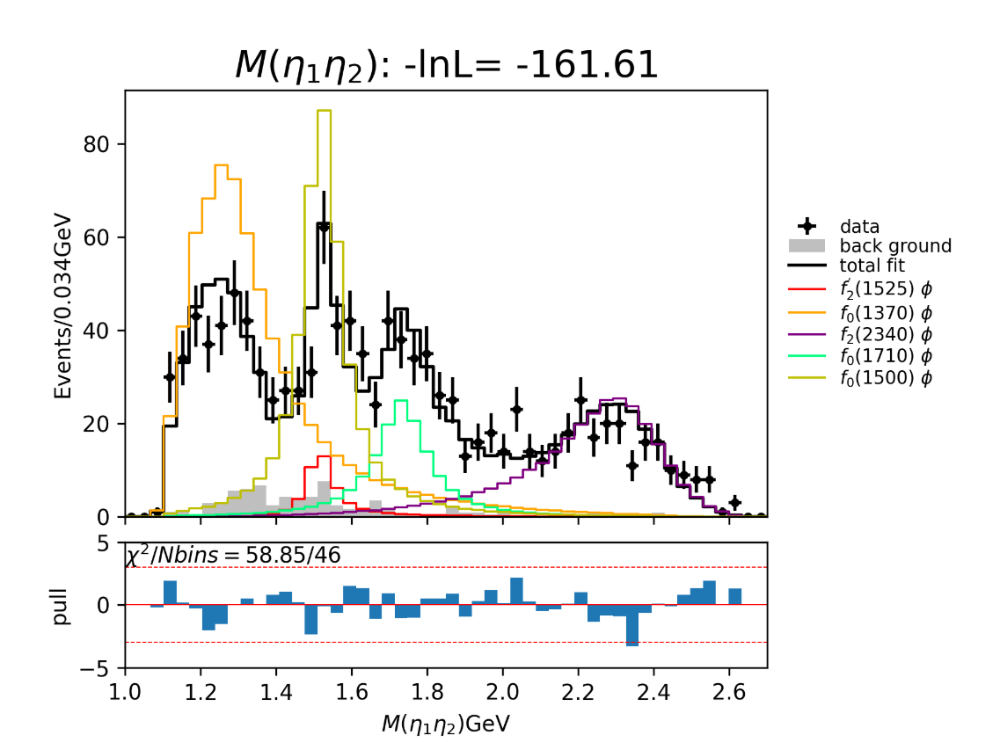 M(η₁η₂): -lnL= -161.61
Events/0.034GeV
80
60
40
20
0
data
back ground
total fit
f₂′(1525) ϕ
f₀(1370) ϕ
f₂(2340) ϕ
f₀(1710) ϕ
f₀(1500) ϕ
χ²/Nbins = 58.85/46
pull
5
0
−5
1.0 1.2 1.4 1.6 1.8 2.0 2.2 2.4 2.6
M(η₁η₂)GeV